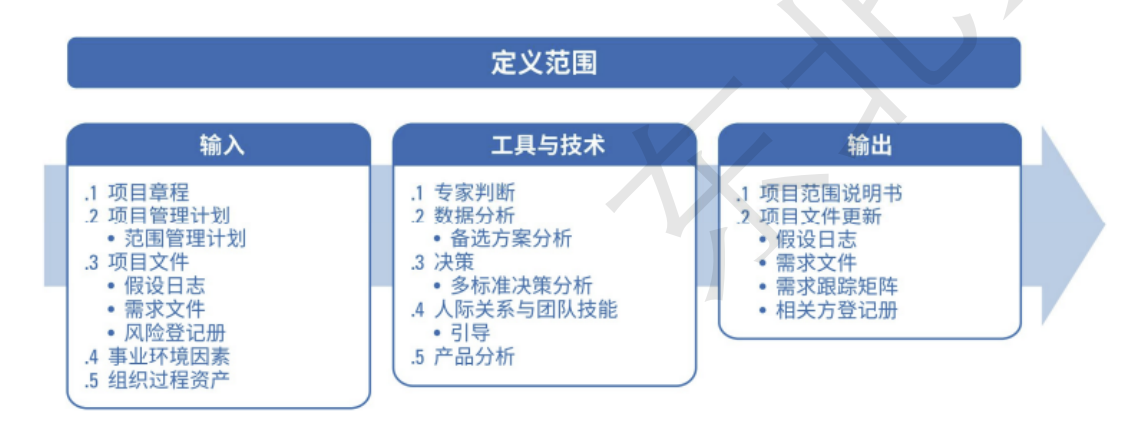 定义范围
输入
.1 项目章程
.2 项目管理计划
• 范围管理计划
.3 项目文件
• 假设日志
• 需求文件
• 风险登记册
.4 事业环境因素
.5 组织过程资产
工具与技术
.1 专家判断
.2 数据分析
• 备选方案分析
.3 决策
• 多标准决策分析
.4 人际关系与团队技能
• 引导
.5 产品分析
输出
.1 项目范围说明书
.2 项目文件更新
• 假设日志
• 需求文件
• 需求跟踪矩阵
• 相关方登记册
东北